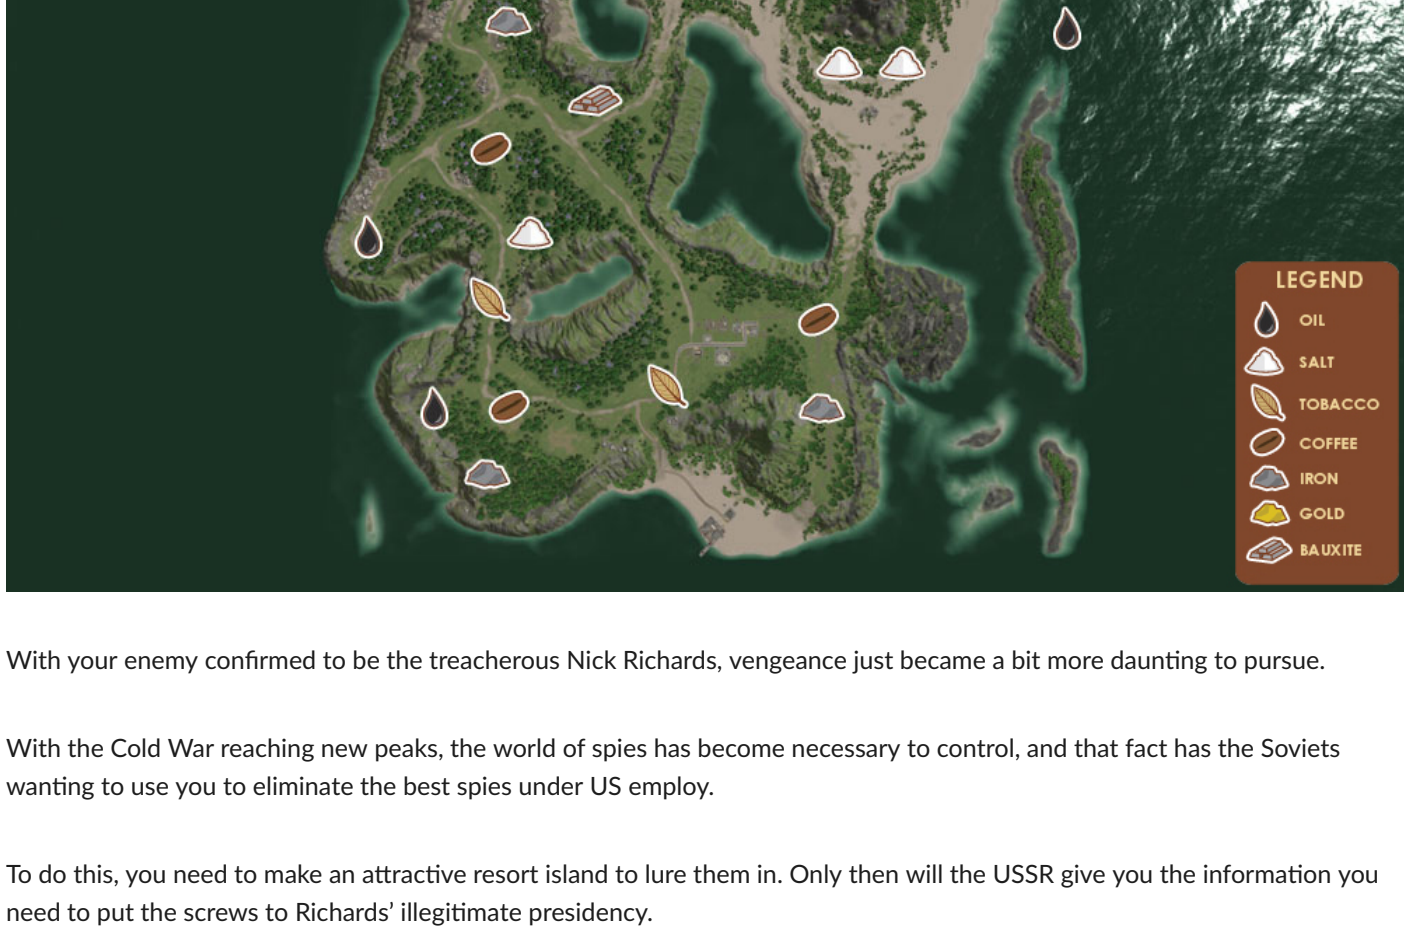 LEGEND
OIL
SALT
TOBACCO
COFFEE
IRON
GOLD
BAUXITE
With your enemy confirmed to be the treacherous Nick Richards, vengeance just became a bit more daunting to pursue.
With the Cold War reaching new peaks, the world of spies has become necessary to control, and that fact has the Soviets
wanting to use you to eliminate the best spies under US employ.
To do this, you need to make an attractive resort island to lure them in. Only then will the USSR give you the information you
need to put the screws to Richards’ illegitimate presidency.